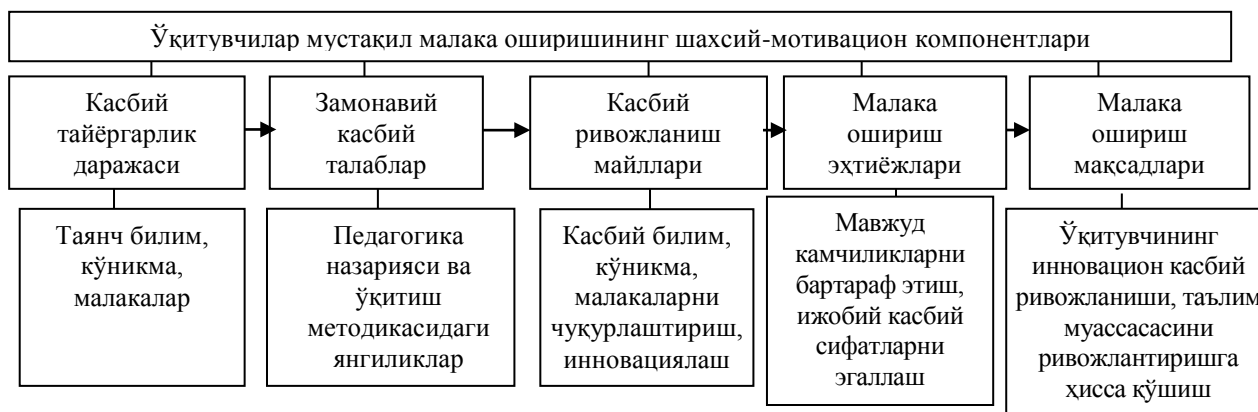 Ўқитувчилар мустақил малака оширишининг шахсий-мотивацион компонентлари
Касбий
тайёргарлик
даражаси
Замонавий
касбий
талаблар
Касбий
ривожланиш
майллари
Малака
ошириш
эҳтиёжлари
Малака
ошириш
мақсадлари
Таянч билим,
кўникма,
малакалар
Педагогика
назарияси ва
ўқитиш
методикасидаги
янгиликлар
Касбий билим,
кўникма,
малакаларни
чуқурлаштириш,
инновациялаш
Мавжуд
камчиликларни
бартараф этиш,
ижобий касбий
сифатларни
эгаллаш
Ўқитувчининг
инновацион касбий
ривожланиши, таълим
муассасасини
ривожлантиришга
ҳисса қўшиш